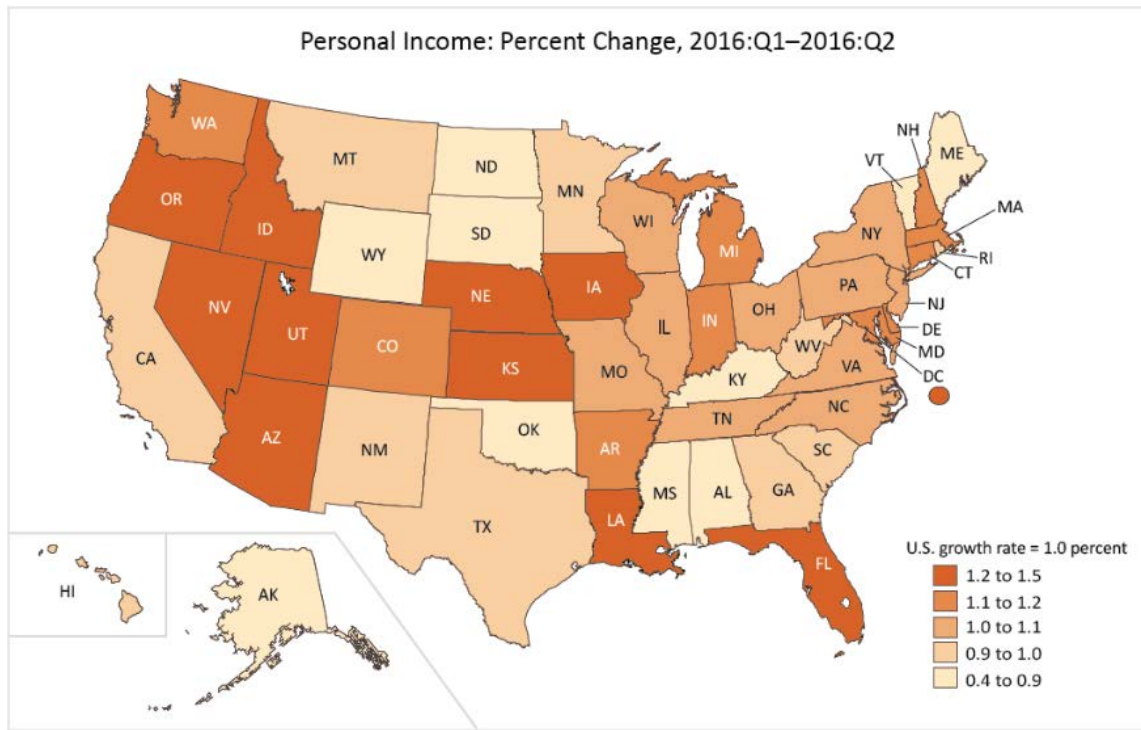 Personal Income: Percent Change, 2016:Q1–2016:Q2
WA
MT
ND
MN
VT
NH
ME
OR
ID
SD
WI
NY
MA
WY
MI
RI
CT
NV
NE
IA
PA
NJ
UT
CO
IL
IN
OH
DE
CA
KS
MO
WV
VA
MD
KY
DC
AZ
NM
OK
AR
TN
NC
SC
MS
AL
GA
TX
LA
FL
HI
AK
U.S. growth rate = 1.0 percent
1.2 to 1.5
1.1 to 1.2
1.0 to 1.1
0.9 to 1.0
0.4 to 0.9